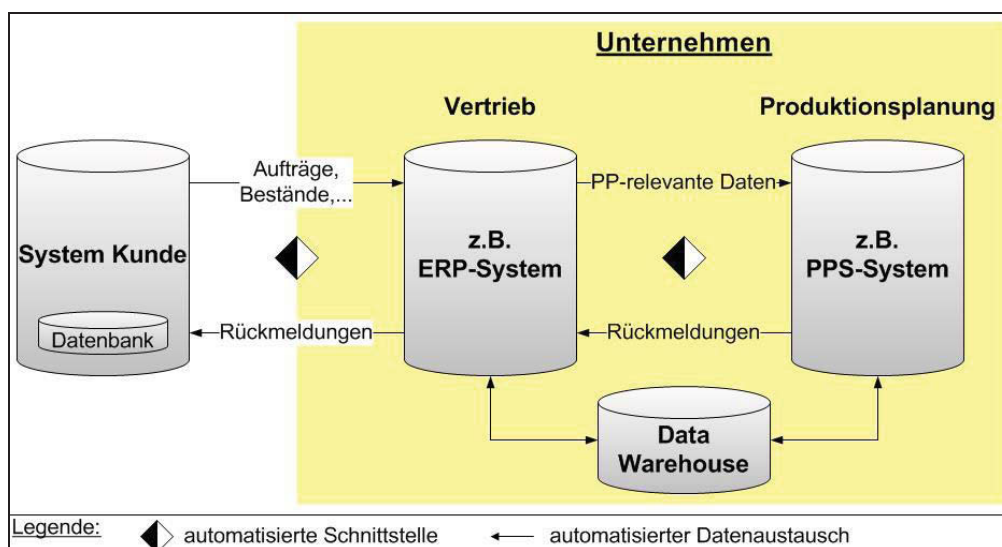 Unternehmen
Vertrieb
Produktionsplanung
System Kunde
Datenbank
Aufträge,
Bestände,...
Rückmeldungen
z.B.
ERP-System
PP-relevante Daten
Rückmeldungen
z.B.
PPS-System
Data
Warehouse
Legende:
automatisierte Schnittstelle
automatisierter Datenaustausch